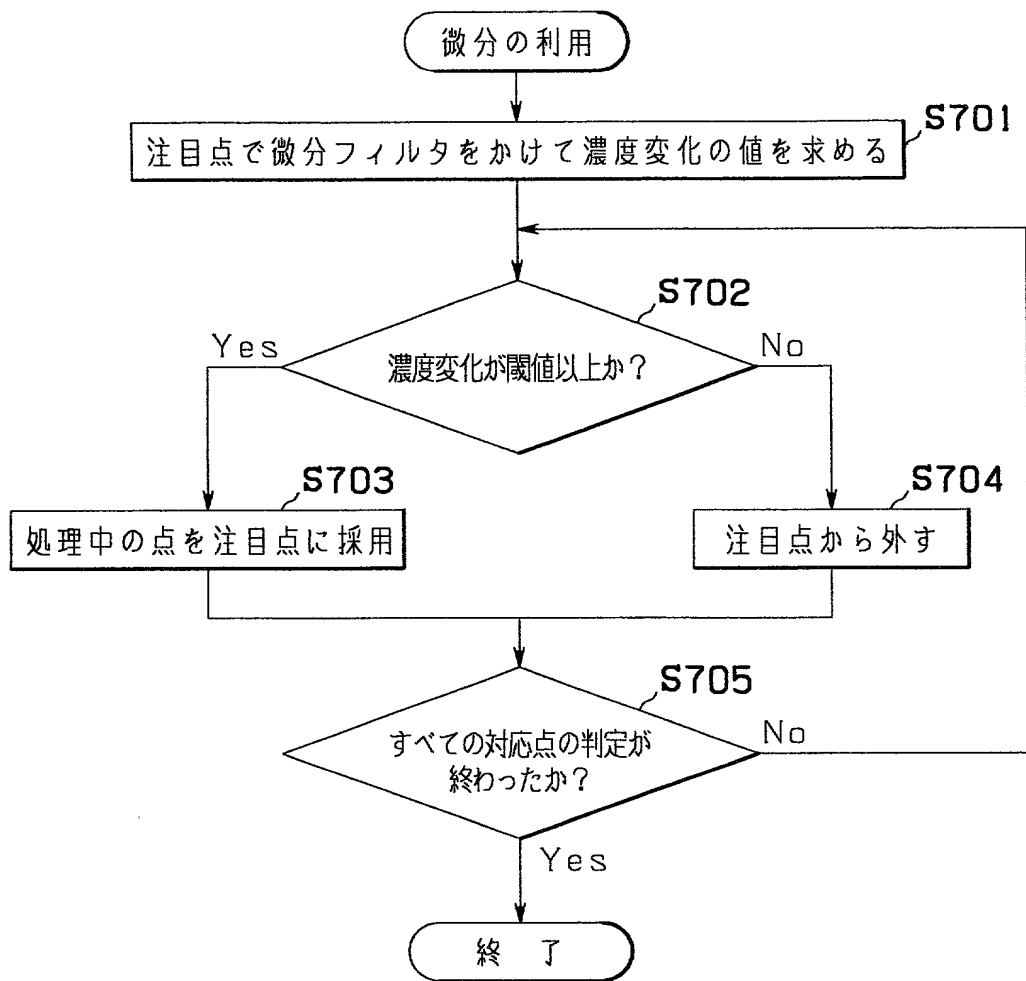 微分の利用
S701
注目点で微分フィルタをかけて濃度変化の値を求める
S702
Yes
No
濃度変化が閾値以上か？
S703
S704
処理中の点を注目点に採用
注目点から外す
S705
すべての対応点の判定が
終わったか？
No
Yes
終 了